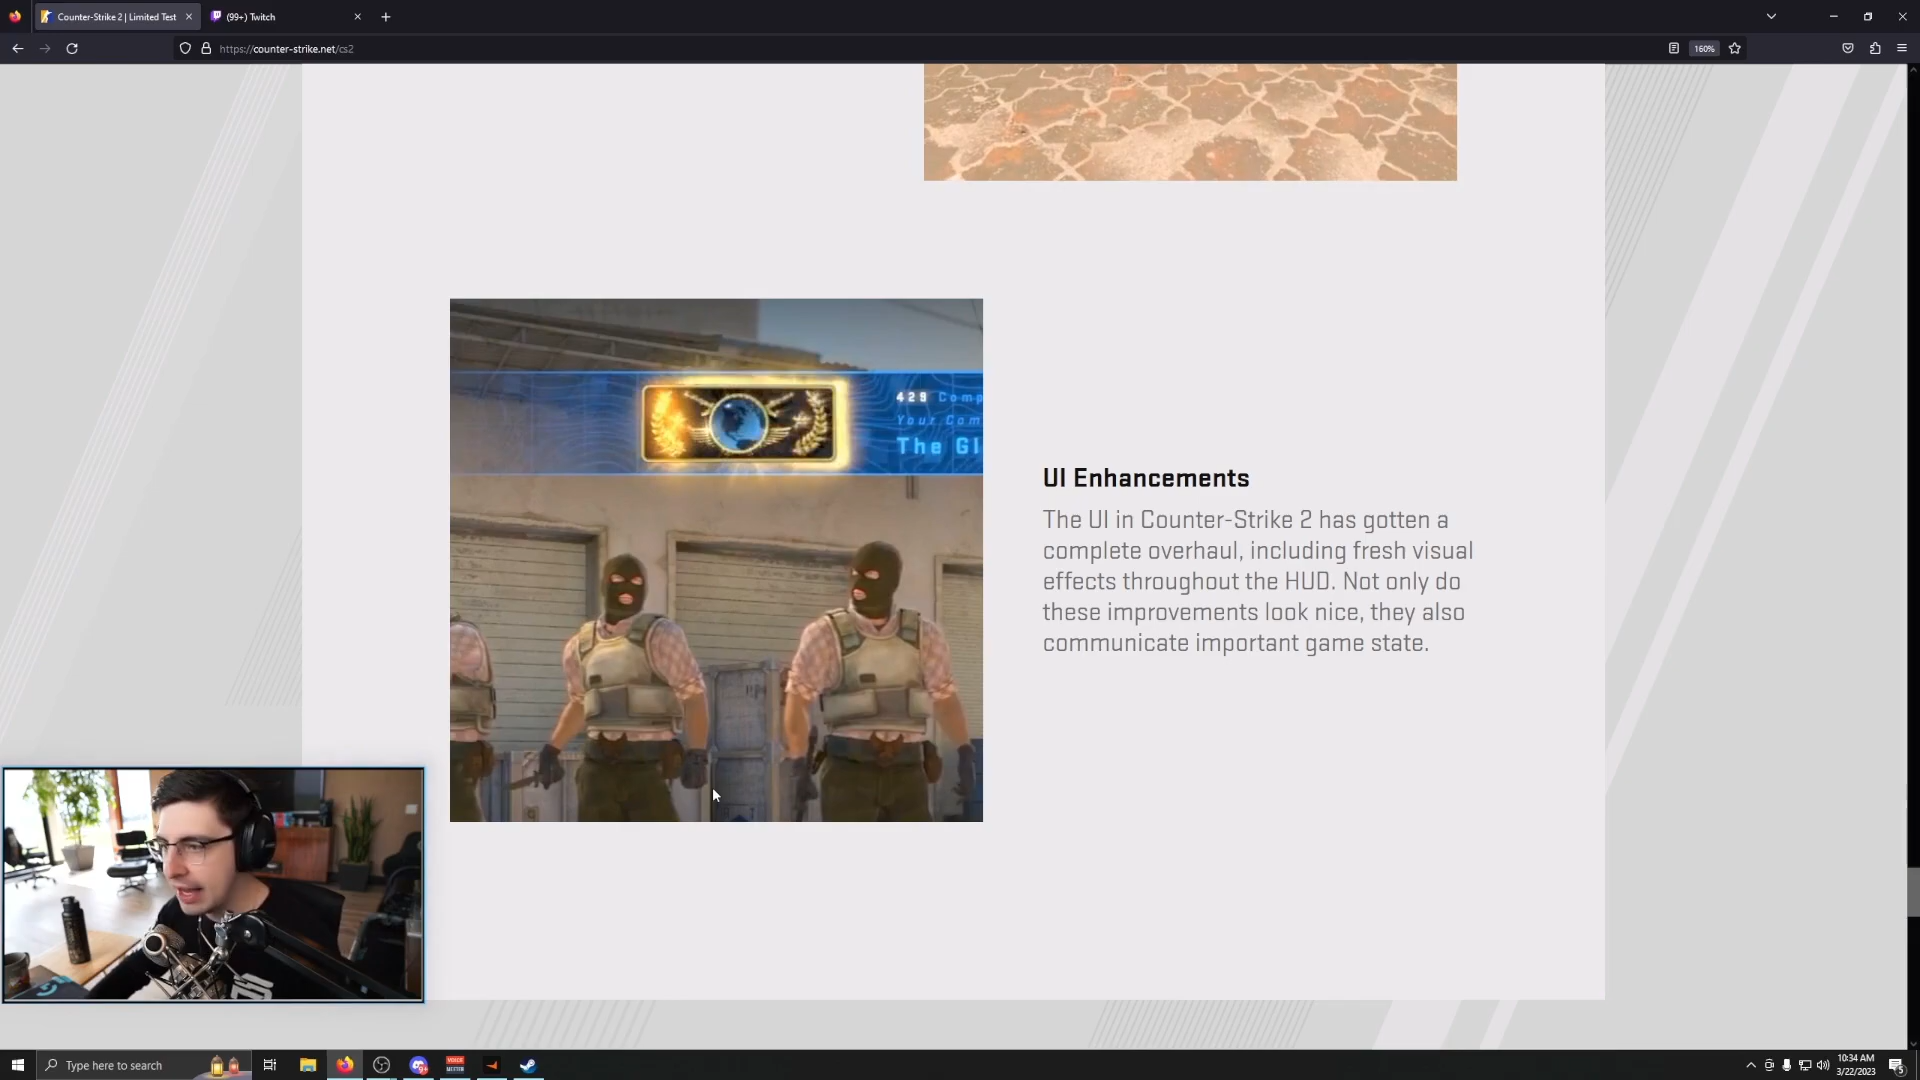 Counter-Strike 2 | Limited Test
(99+) Twitch
https://counter-strike.net/cs2
160%
429 Comp
Your Com
The Gl
UI Enhancements
The UI in Counter-Strike 2 has gotten a
complete overhaul, including fresh visual
effects throughout the HUD. Not only do
these improvements look nice, they also
communicate important game state.
Type here to search
VOICE
MEETER
10:34 AM
3/22/2023
5